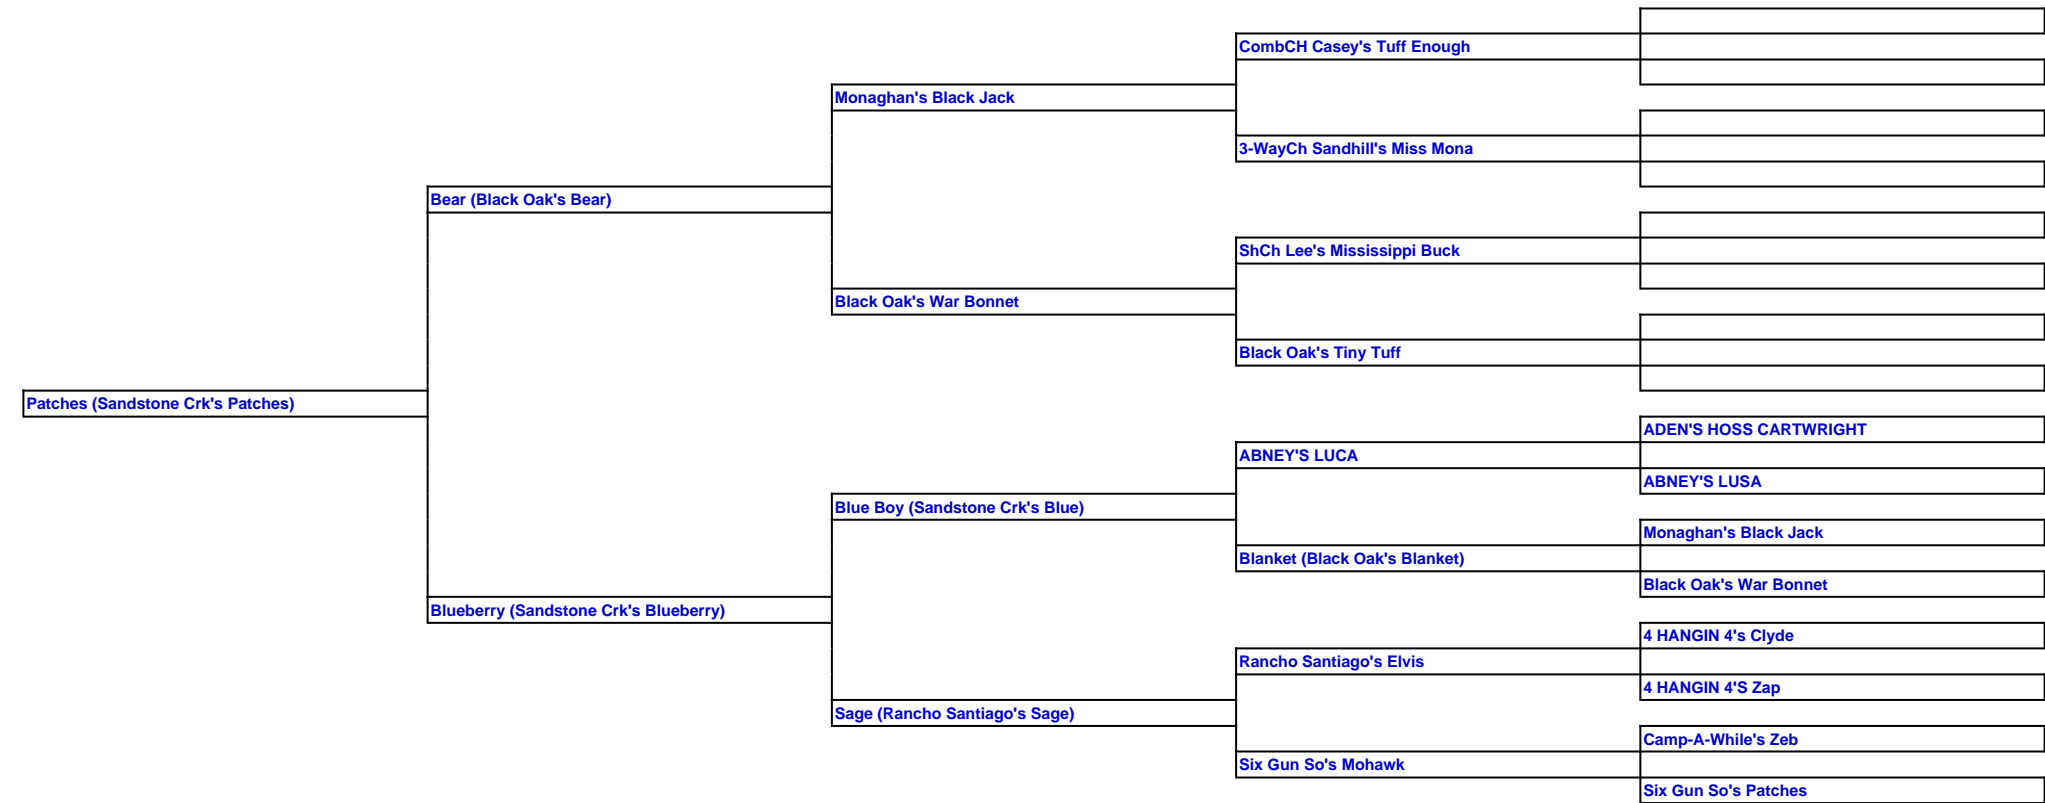 CombCH Casey's Tuff Enough
Monaghan's Black Jack
3-WayCh Sandhill's Miss Mona
Bear (Black Oak's Bear)
ShCh Lee's Mississippi Buck
Black Oak's War Bonnet
Black Oak's Tiny Tuff
Patches (Sandstone Crk's Patches)
ADEN'S HOSS CARTWRIGHT
ABNEY'S LUCA
ABNEY'S LUSA
Blue Boy (Sandstone Crk's Blue)
Monaghan's Black Jack
Blanket (Black Oak's Blanket)
Black Oak's War Bonnet
Blueberry (Sandstone Crk's Blueberry)
4 HANGIN 4's Clyde
Rancho Santiago's Elvis
4 HANGIN 4'S Zap
Sage (Rancho Santiago's Sage)
Camp-A-While's Zeb
Six Gun So's Mohawk
Six Gun So's Patches